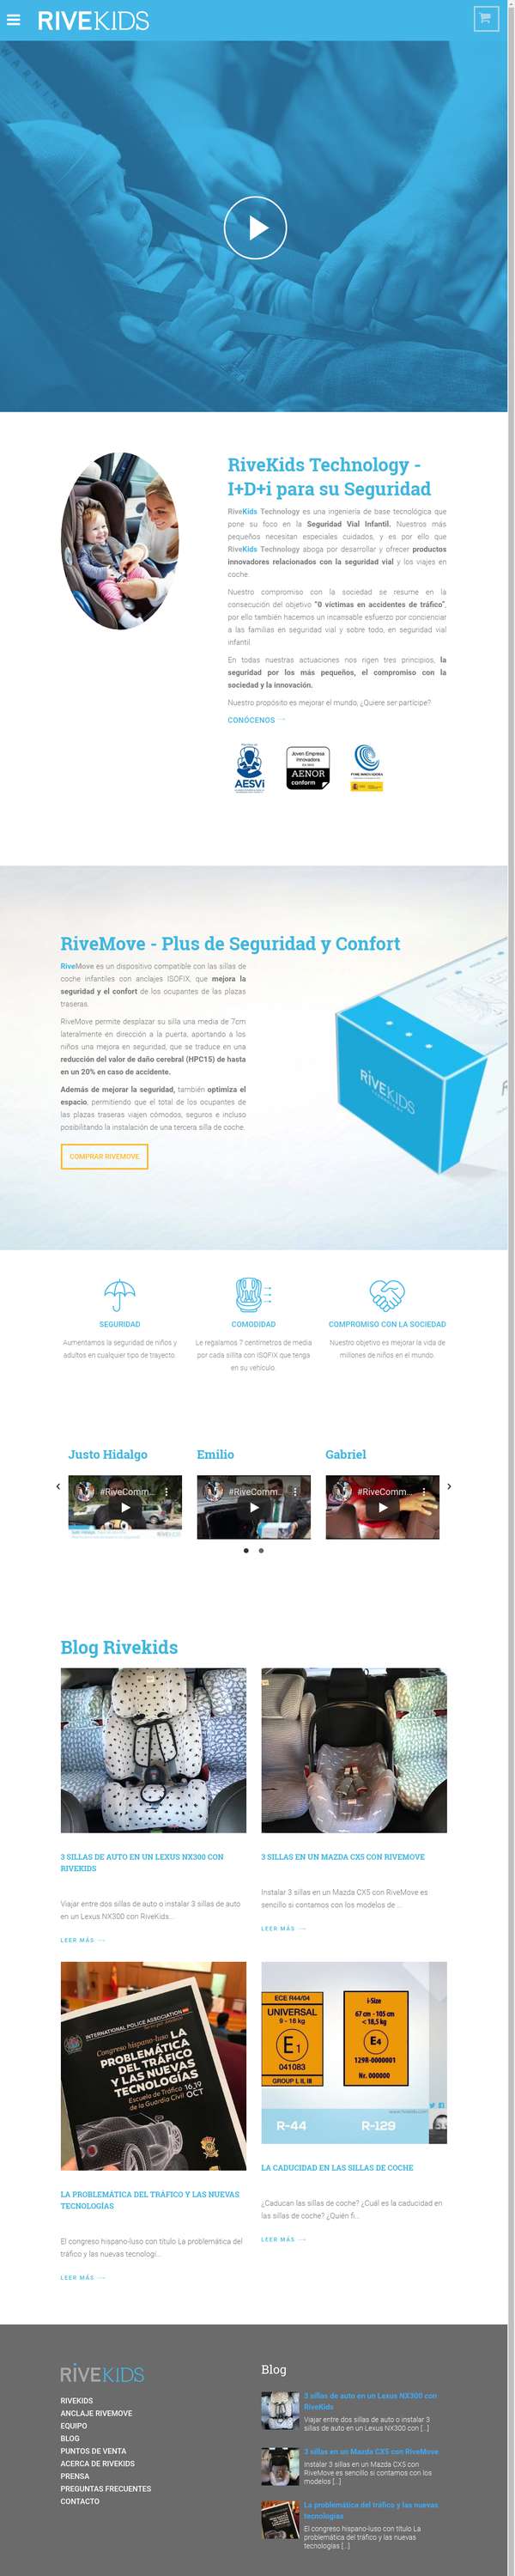 RIVEKIDS
WARNING
RiveKids Technology -
I+D+i para su Seguridad
RiveKids Technology es una ingeniería de base tecnológica que
pone su foco en la Seguridad Vial Infantil. Nuestros más
pequeños necesitan especiales cuidados, y es por ello que
RiveKids Technology aboga por desarrollar y ofrecer productos
innovadores relacionados con la seguridad vial y los viajes en
coche.
Nuestro compromiso con la sociedad se resume en la
consecución del objetivo "0 víctimas en accidentes de tráfico",
por ello también hacemos un incansable esfuerzo por concienciar
a las familias en seguridad vial y sobre todo, en seguridad vial
infantil.
En todas nuestras actuaciones nos rigen tres principios, la
seguridad por los más pequeños, el compromiso con la
sociedad y la innovación.
Nuestro propósito es mejorar el mundo, ¿Quiere ser partícipe?
CONÓCENOS →
AESVi
Joven Empresa
Innovadora
AENOR
conform
PYME INNOVADORA
RiveMove - Plus de Seguridad y Confort
RiveMove es un dispositivo compatible con las sillas de
coche infantiles con anclajes ISOFIX, que mejora la
seguridad y el confort de los ocupantes de las plazas
traseras.
RiveMove permite desplazar su silla una media de 7cm
lateralmente en dirección a la puerta, aportando a los
niños una mejora en seguridad, que se traduce en una
reducción del valor de daño cerebral (HPC15) de hasta
en un 20% en caso de accidente.
Además de mejorar la seguridad, también optimiza el
espacio, permitiendo que el total de los ocupantes de
las plazas traseras viajen cómodos, seguros e incluso
posibilitando la instalación de una tercera silla de coche.
RIVEKIDS
COMPRAR RIVEMOVE
SEGURIDAD
Aumentamos la seguridad de niños y
adultos en cualquier tipo de trayecto.
COMODIDAD
Le regalamos 7 centímetros de media
por cada sillita con ISOFIX que tenga
en su vehículo.
COMPROMISO CON LA SOCIEDAD
Nuestro objetivo es mejorar la vida de
millones de niños en el mundo.
Justo Hidalgo
Emilio
Gabriel
#RiveComm...
#RiveComm...
#RiveComm...
Blog Rivekids
3 SILLAS DE AUTO EN UN LEXUS NX300 CON
RIVEKIDS
Viajar entre dos sillas de auto o instalar 3 sillas de auto
en un Lexus NX300 con RiveKids...
LEER MÁS →
3 SILLAS EN UN MAZDA CX5 CON RIVEMOVE
Instalar 3 sillas en un Mazda CX5 con RiveMove es
sencillo si contamos con los modelos de ...
LEER MÁS →
INTERNATIONAL POLICE ASSOCIATION
Congreso hispano-luso LA
PROBLEMÁTICA
DEL TRÁFICO
Y LAS NUEVAS
TECNOLOGÍAS
Escuela de Tráfico 16,19
de la Guardia Civil OCT
LA PROBLEMÁTICA DEL TRÁFICO Y LAS NUEVAS
TECNOLOGÍAS
El congreso hispano-luso con título La problemática del
tráfico y las nuevas tecnologí...
LEER MÁS →
ECE R44/04
UNIVERSAL
9 - 18 kg
E 1
041083
GROUP I, II, III
i-Size
67 cm - 105 cm
< 18,5 kg
E4
129R-0000001
Nr. 000000
R-44
R-129
LA CADUCIDAD EN LAS SILLAS DE COCHE
¿Caducan las sillas de coche? ¿Cuál es la caducidad en
las sillas de coche? ¿Quién fi...
LEER MÁS →
RIVEKIDS
RIVEKIDS
ANCLAJE RIVEMOVE
EQUIPO
BLOG
PUNTOS DE VENTA
ACERCA DE RIVEKIDS
PRENSA
PREGUNTAS FRECUENTES
CONTACTO
Blog
3 sillas de auto en un Lexus NX300 con
RiveKids
Viajar entre dos sillas de auto o instalar 3
sillas de auto en un Lexus NX300 con [...]
3 sillas en un Mazda CX5 con RiveMove
Instalar 3 sillas en un Mazda CX5 con
RiveMove es sencillo si contamos con los
modelos [...]
La problemática del tráfico y las nuevas
tecnologías
El congreso hispano-luso con título La
problemática del tráfico y las nuevas
tecnologías [...]